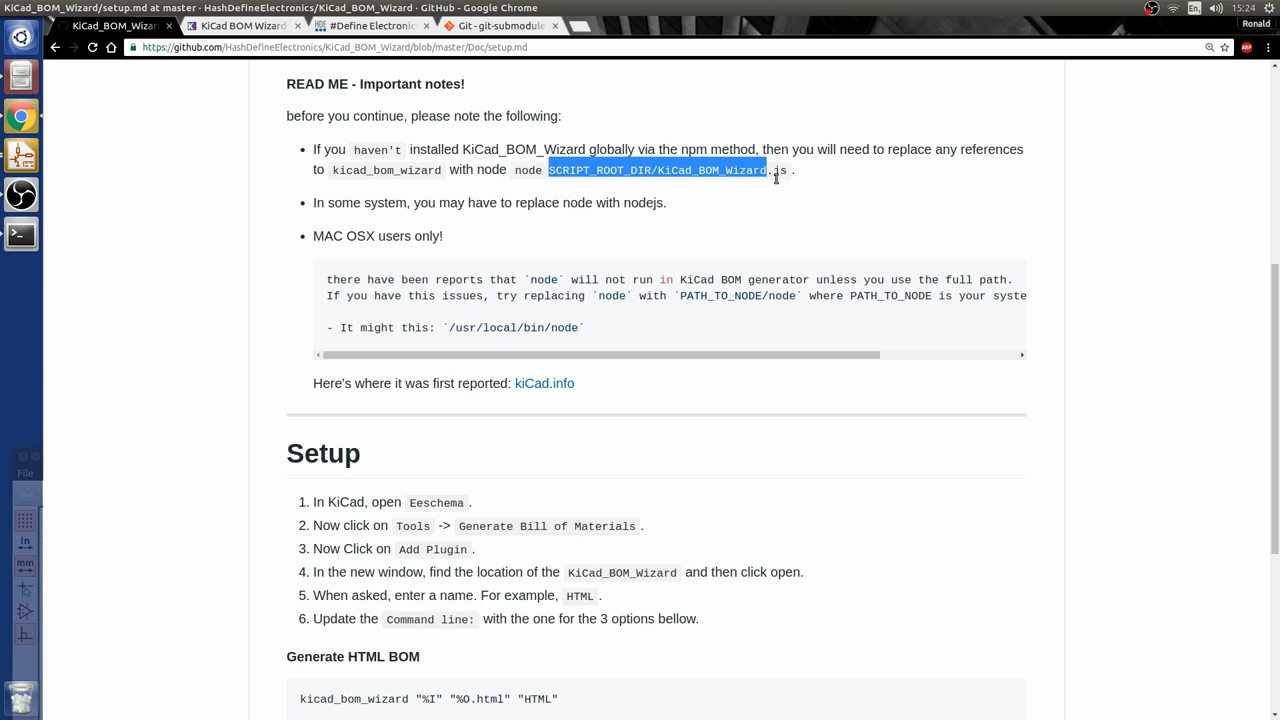 KiCad_BOM_Wizard/setup.md at master · HashDefineElectronics/KiCad_BOM_Wizard · GitHub - Google Chrome
En
15:24
KiCad_BOM_Wizar
KiCad BOM Wizard
#Define Electronic
Git - git-submodule
Ronald
https://github.com/HashDefineElectronics/KiCad_BOM_Wizard/blob/master/Doc/setup.md
ABP
READ ME - Important notes!
before you continue, please note the following:
• If you haven't installed KiCad_BOM_Wizard globally via the npm method, then you will need to replace any references
to kicad_bom_wizard with node node SCRIPT_ROOT_DIR/KiCad_BOM_Wizard.js.
• In some system, you may have to replace node with nodejs.
• MAC OSX users only!
there have been reports that `node` will not run in KiCad BOM generator unless you use the full path.
If you have this issues, try replacing `node` with `PATH_TO_NODE/node` where PATH_TO_NODE is your syste
- It might this: `/usr/local/bin/node`
Here's where it was first reported: kiCad.info
Setup
1. In KiCad, open Eeschema.
2. Now click on Tools -> Generate Bill of Materials.
3. Now Click on Add Plugin.
4. In the new window, find the location of the KiCad_BOM_Wizard and then click open.
5. When asked, enter a name. For example, HTML.
6. Update the Command line: with the one for the 3 options bellow.
Generate HTML BOM
kicad_bom_wizard "%I" "%O.html" "HTML"
File
In
mm